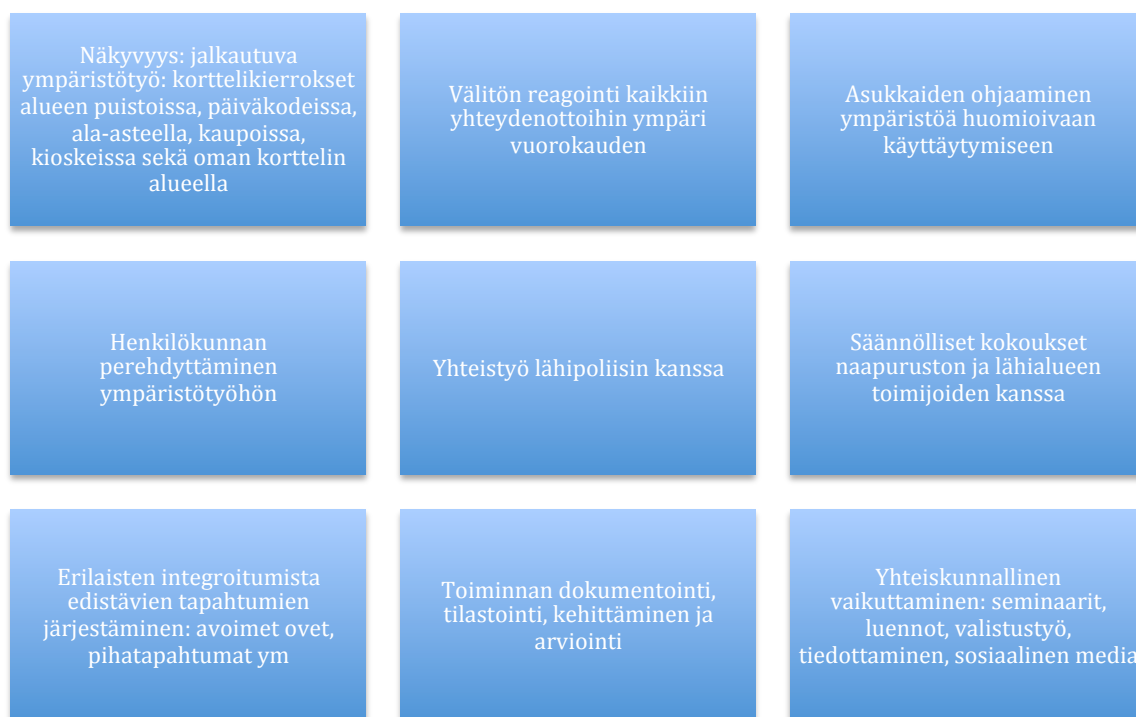 Näkyvyys: jalkautuva
ympäristötyö: korttelikierrokset
alueen puistoissa, päiväkodeissa,
ala-asteella, kaupoissa,
kioskeissa sekä oman korttelin
alueella
Välitön reagointi kaikkiin
yhteydenottoihin ympäri
vuorokauden
Asukkaiden ohjaaminen
ympäristöä huomioivaan
käyttäytymiseen
Henkilökunnan
perehdyttäminen
ympäristötyöhön
Yhteistyö lähipoliisin kanssa
Säännölliset kokoukset
naapuruston ja lähialueen
toimijoiden kanssa
Erilaisten integroitumista
edistävien tapahtumien
järjestäminen: avoimet ovet,
pihatapahtumat ym
Toiminnan dokumentointi,
tilastointi, kehittäminen ja
arviointi
Yhteiskunnallinen
vaikuttaminen: seminaarit,
luennot, valistustyö,
tiedottaminen, sosiaalinen media